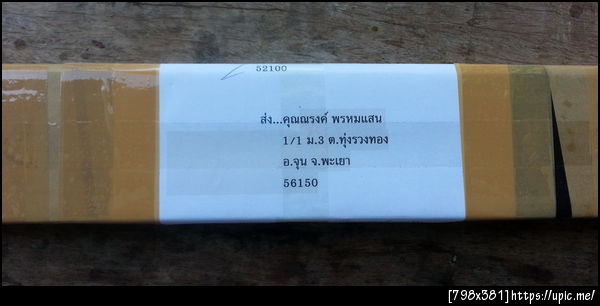 52100
ส่ง...คุณณรงค์ พรหมแสน
1/1 ม.3 ต.ทุ่งรวงทอง
อ.จุน จ.พะเยา
56150
[798x381]https://upic.me/